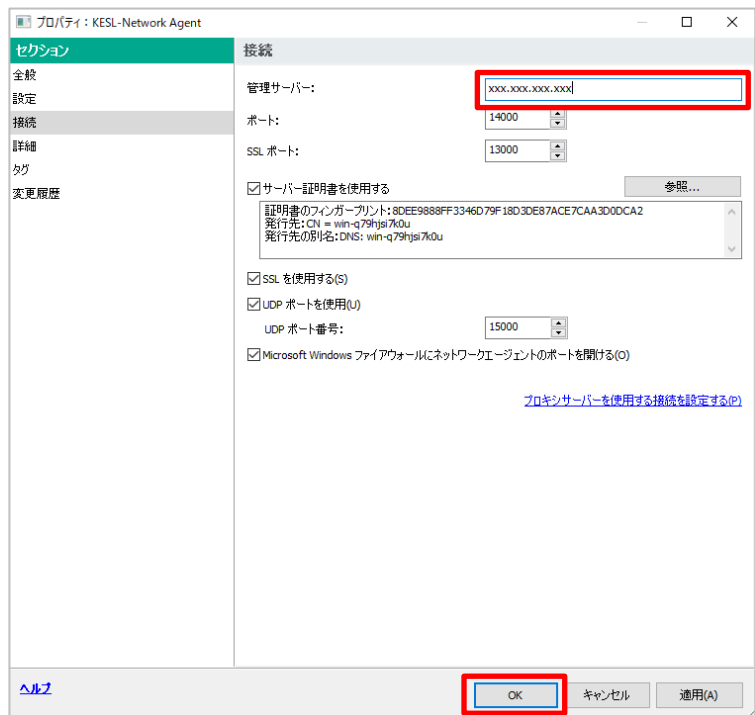 プロパティ：KESL-Network Agent
セクション
全般
設定
接続
詳細
タグ
変更履歴
接続
管理サーバー:
xxx.xxx.xxx.xxx
ポート:
14000
SSL ポート:
13000
サーバー証明書を使用する
参照...
証明書のフィンガープリント:8DEE9888FF3346D79F18D3DE87ACE7CAA3D0DCA2
発行先:CN = win-q79hjsi7k0u
発行先の別名:DNS: win-q79hjsi7k0u
SSL を使用する(S)
UDP ポートを使用(U)
UDP ポート番号:
15000
Microsoft Windows ファイアウォールにネットワークエージェントのポートを開ける(O)
プロキシサーバーを使用する接続を設定する(P)
ヘルプ
OK
キャンセル
適用(A)